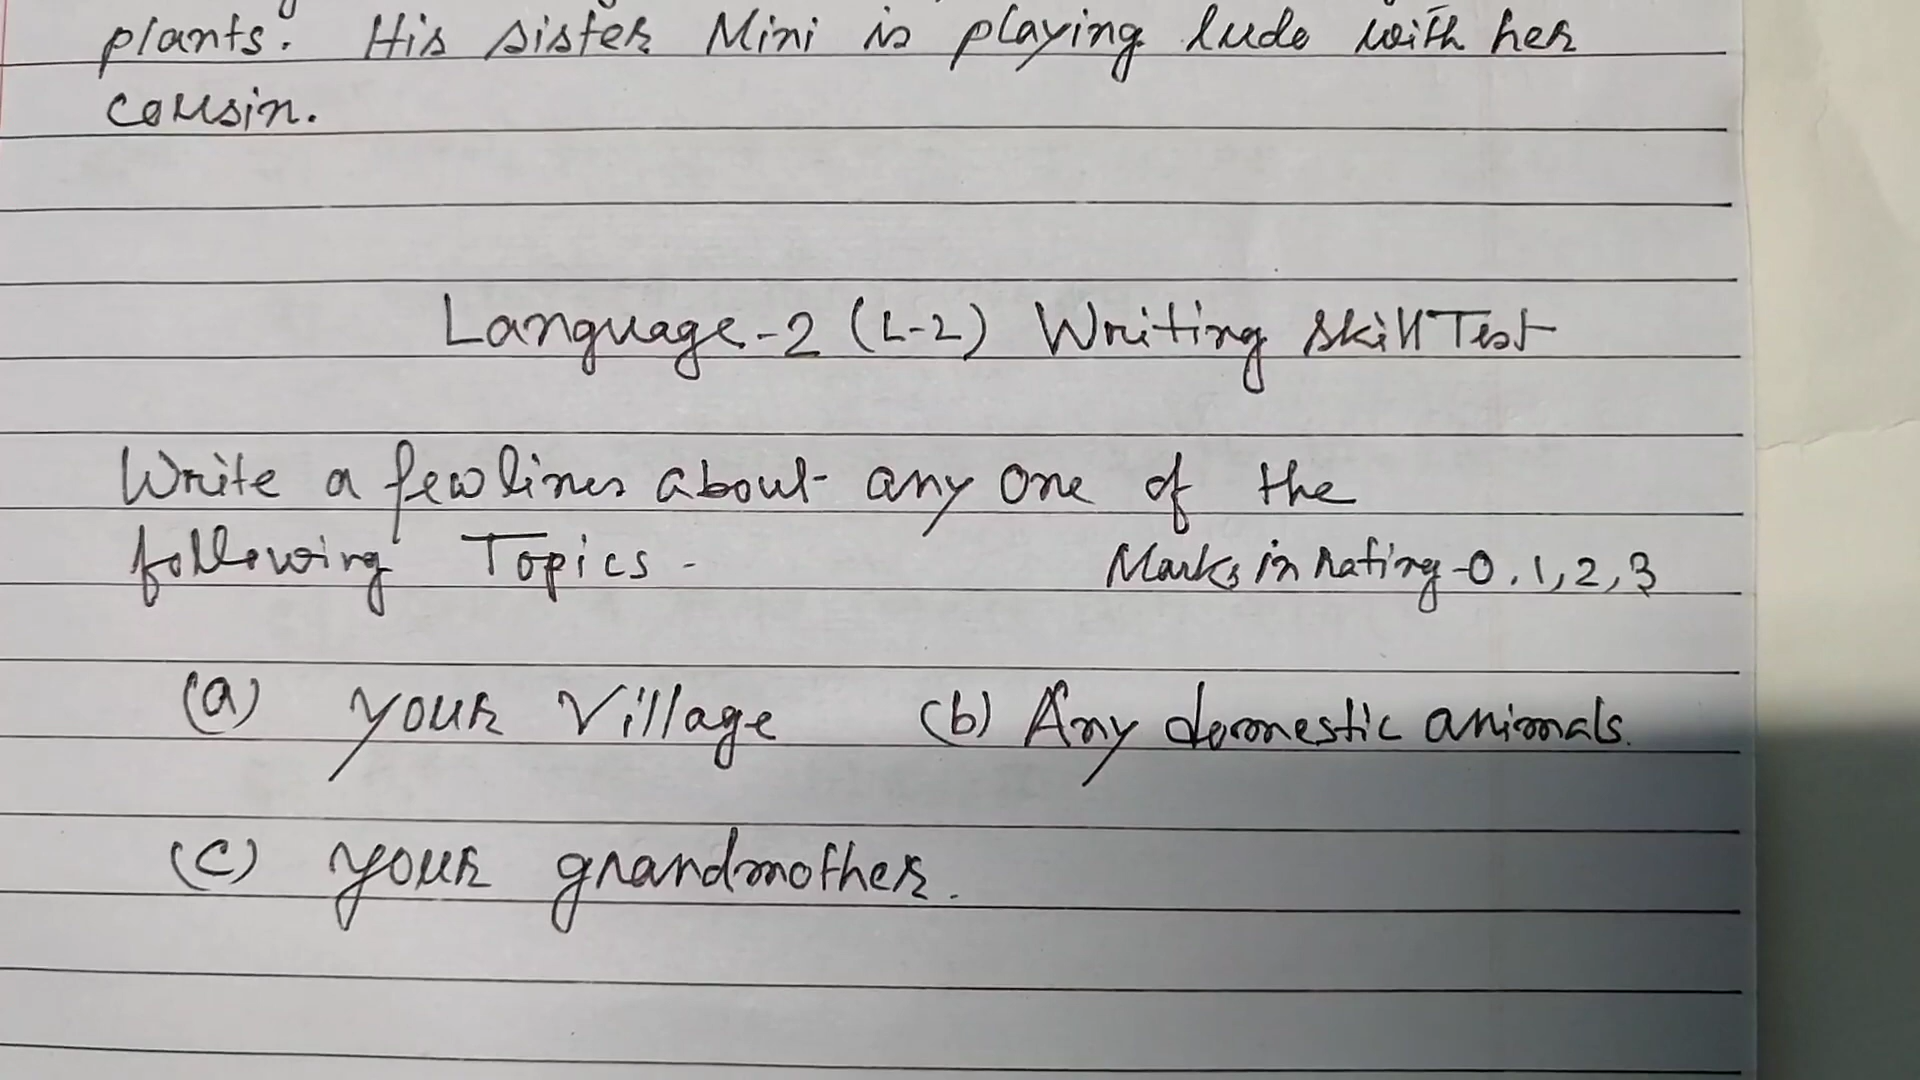 plants. His sister Mini is playing ludo with her
cousin.
Language-2 (L-2) Writing skill Test
Write a few lines about any one of the
following Topics - Marks in rating-0,1,2,3
(a) your Village (b) Any domestic animals.
(c) your grandmother.